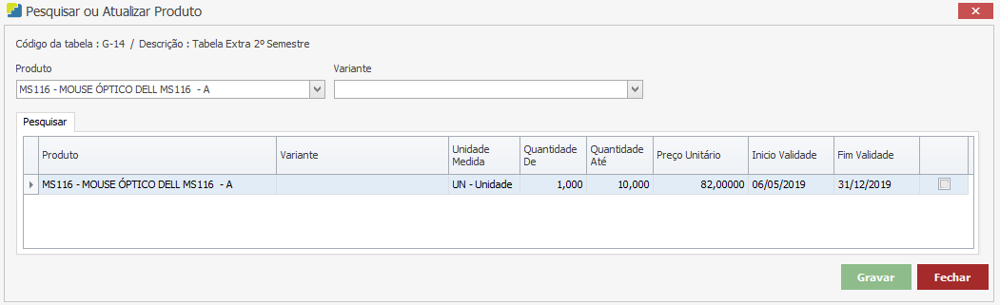 Pesquisar ou Atualizar Produto
Código da tabela : G-14 / Descrição : Tabela Extra 2º Semestre
Produto Variante
MS116 - MOUSE ÓPTICO DELL MS116 - A
Pesquisar
Produto Variante Unidade Medida Quantidade De Quantidade Até Preço Unitário Inicio Validade Fim Validade
MS116 - MOUSE ÓPTICO DELL MS116 - A UN - Unidade 1,000 10,000 82,00000 06/05/2019 31/12/2019
Gravar Fechar